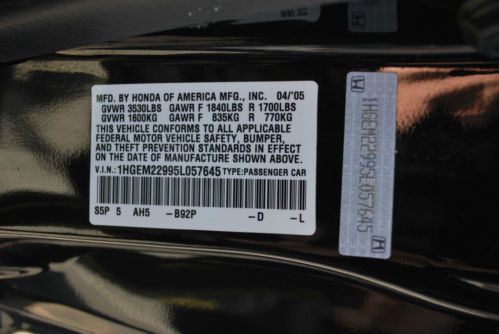 MFD. BY HONDA OF AMERICA MFG., INC. 04/'05
GVWR 3530LBS GAWR F 1840LBS R 1700LBS
GVWR 1600KG GAWR F 835KG R 770KG
THIS VEHICLE CONFORMS TO ALL APPLICABLE
FEDERAL MOTOR VEHICLE SAFETY, BUMPER,
AND THEFT PREVENTION STANDARDS IN EFFECT
ON THE DATE OF MANUFACTURE SHOWN ABOVE.
V.I.N.: 1HGEM22995L057645 TYPE:PASSENGER CAR
S5P 5 AH5 -B92P -D -L
1HGEM22995L057645